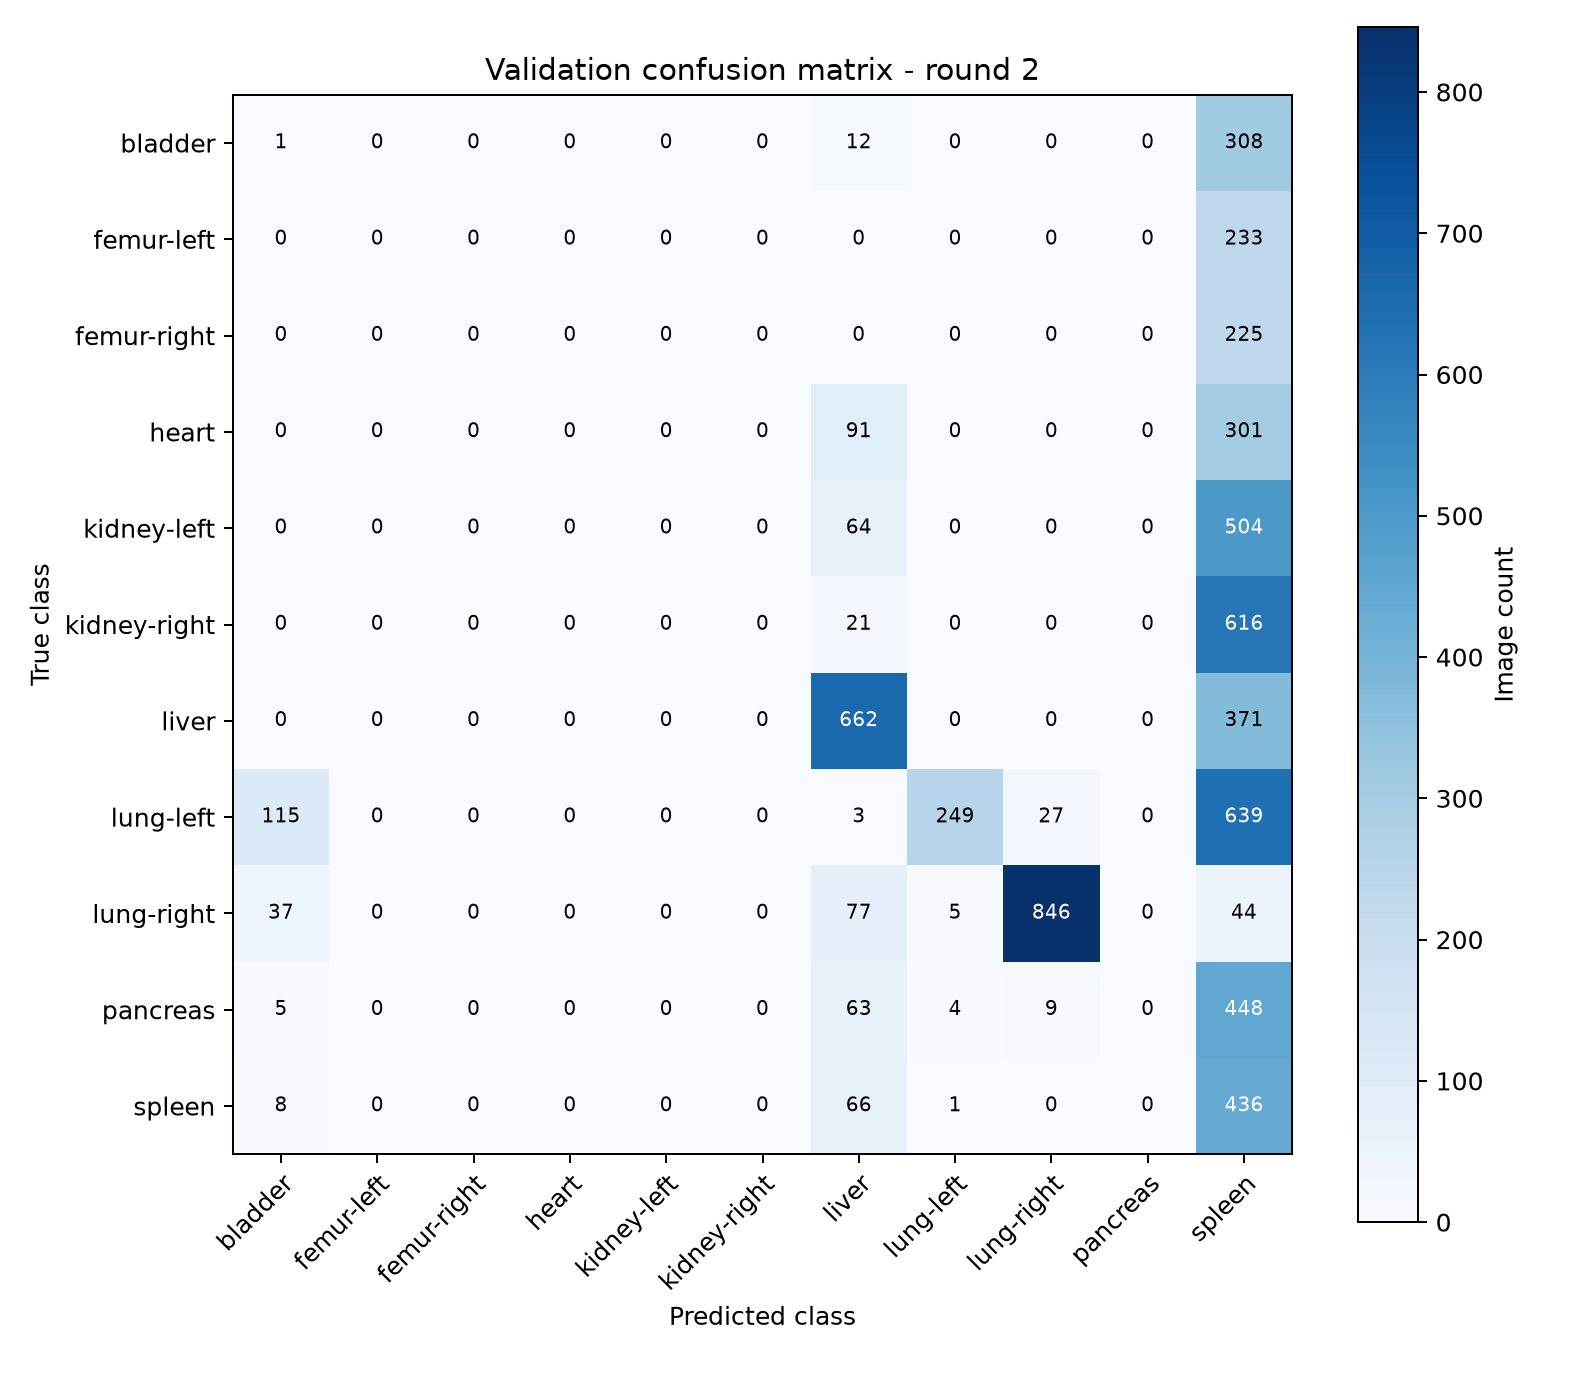 Validation confusion matrix - round 2
bladder 1 0 0 0 0 0 12 0 0 0 308
femur-left 0 0 0 0 0 0 0 0 0 0 233
femur-right 0 0 0 0 0 0 0 0 0 0 225
heart 0 0 0 0 0 0 91 0 0 0 301
kidney-left 0 0 0 0 0 0 64 0 0 0 504
kidney-right 0 0 0 0 0 0 21 0 0 0 616
liver 0 0 0 0 0 0 662 0 0 0 371
lung-left 115 0 0 0 0 0 3 249 27 0 639
lung-right 37 0 0 0 0 0 77 5 846 0 44
pancreas 5 0 0 0 0 0 63 4 9 0 448
spleen 8 0 0 0 0 0 66 1 0 0 436
True class
bladder femur-left femur-right heart kidney-left kidney-right liver lung-left lung-right pancreas spleen
Predicted class
800
700
600
500
400
300
200
100
0
Image count